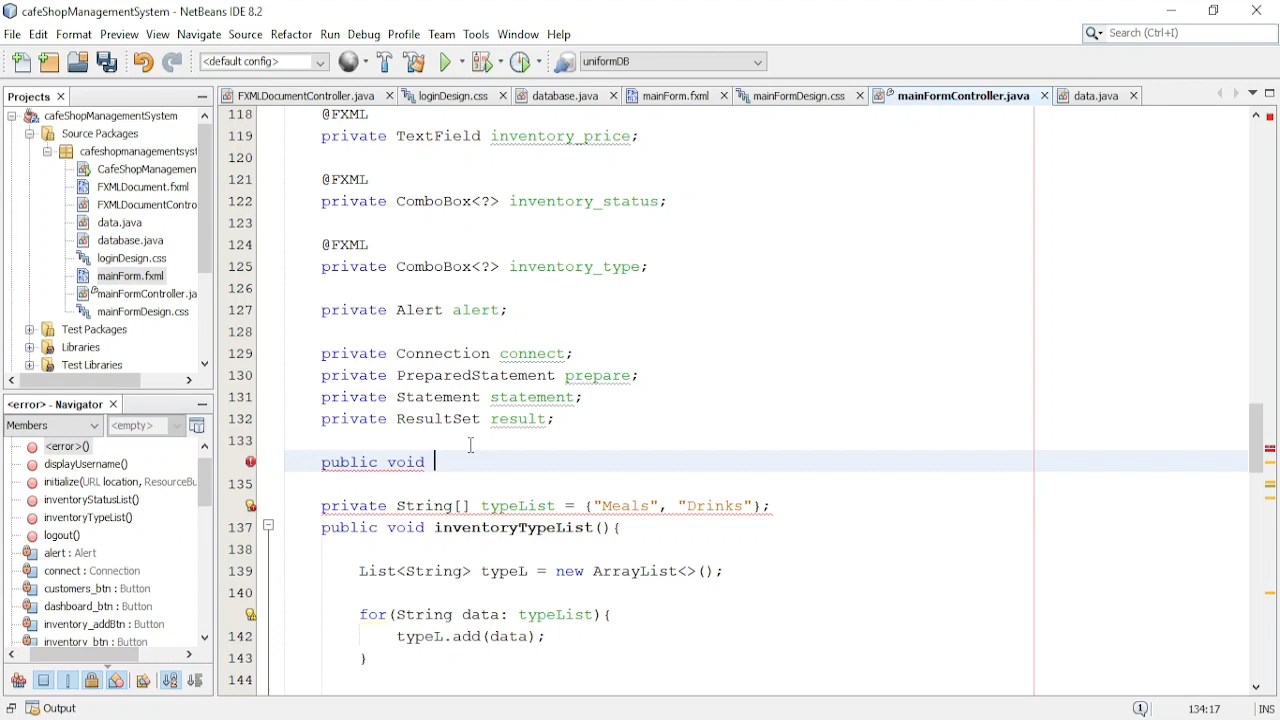 cafeShopManagementSystem - NetBeans IDE 8.2
File Edit Format Preview View Navigate Source Refactor Run Debug Profile Team Tools Window Help
Search (Ctrl+I)
<default config>
uniformDB
Projects
FXMLDocumentController.java loginDesign.css database.java mainForm.fxml mainFormDesign.css mainFormController.java data.java
cafeShopManagementSystem
Source Packages
cafeshopmanagementsyst
CafeShopManagemen
FXMLDocument.fxml
FXMLDocumentContro
data.java
database.java
loginDesign.css
mainForm.fxml
mainFormController.ja
mainFormDesign.css
Test Packages
Libraries
Test Libraries
<error> - Navigator
Members
<empty>
<error>()
displayUsername()
initialize(URL location, ResourceBu
inventoryStatusList()
inventoryTypeList()
logout()
alert : Alert
connect : Connection
customers_btn : Button
dashboard_btn : Button
inventory_addBtn : Button
inventory_btn : Button
118 @FXML
119 private TextField inventory_price;
120
121 @FXML
122 private ComboBox<?> inventory_status;
123
124 @FXML
125 private ComboBox<?> inventory_type;
126
127 private Alert alert;
128
129 private Connection connect;
130 private PreparedStatement prepare;
131 private Statement statement;
132 private ResultSet result;
133
public void
135
private String[] typeList = {"Meals", "Drinks"};
137 public void inventoryTypeList(){
138
139 List<String> typeL = new ArrayList<>();
140
for(String data: typeList){
142 typeL.add(data);
143 }
144
Output
1
134:17
INS